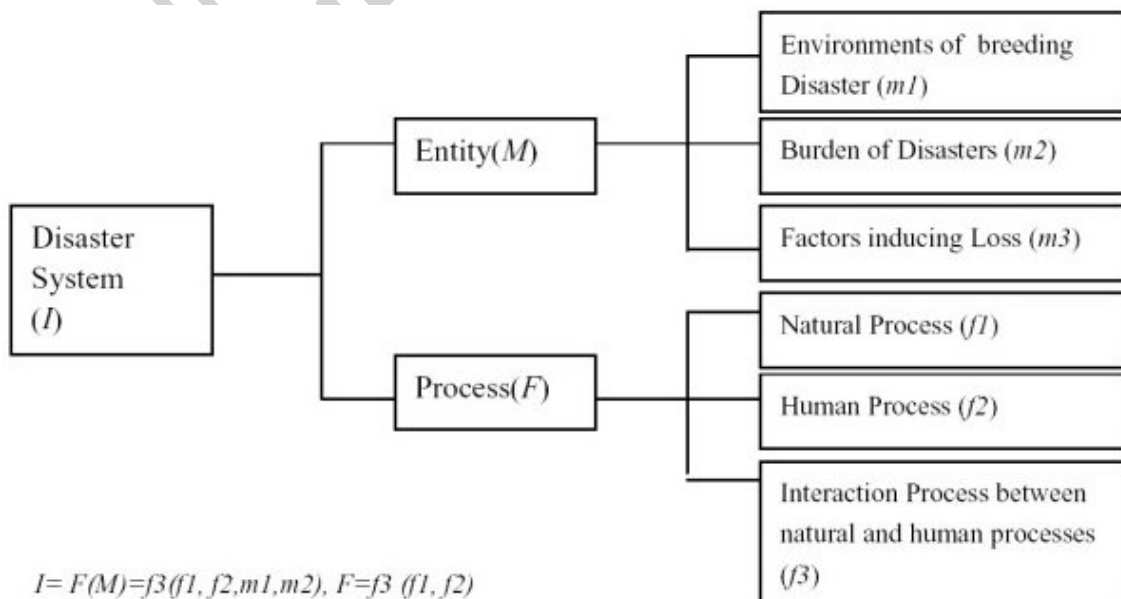 Disaster
System
(I)
Entity(M)
Process(F)
Environments of breeding
Disaster (m1)
Burden of Disasters (m2)
Factors inducing Loss (m3)
Natural Process (f1)
Human Process (f2)
Interaction Process between
natural and human processes
(f3)
I= F(M)=f3(f1, f2,m1,m2), F=f3 (f1, f2)